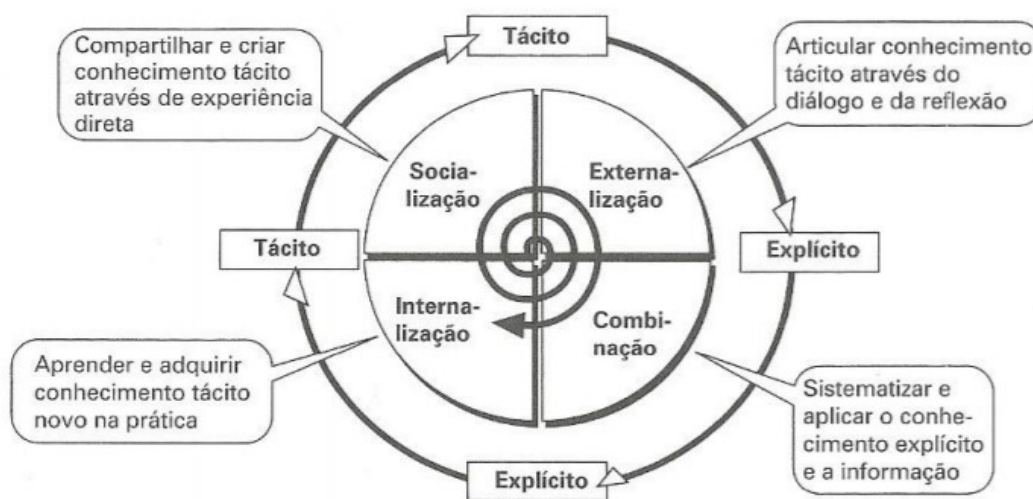 Tácito
Compartilhar e criar
conhecimento tácito
através de experiência
direta
Articular conhecimento
tácito através do
diálogo e da reflexão
Socia-
lização
Externa-
lização
Tácito
Explícito
Interna-
lização
Combi-
nação
Aprender e adquirir
conhecimento tácito
novo na prática
Sistematizar e
aplicar o conhe-
cimento explícito
e a informação
Explícito